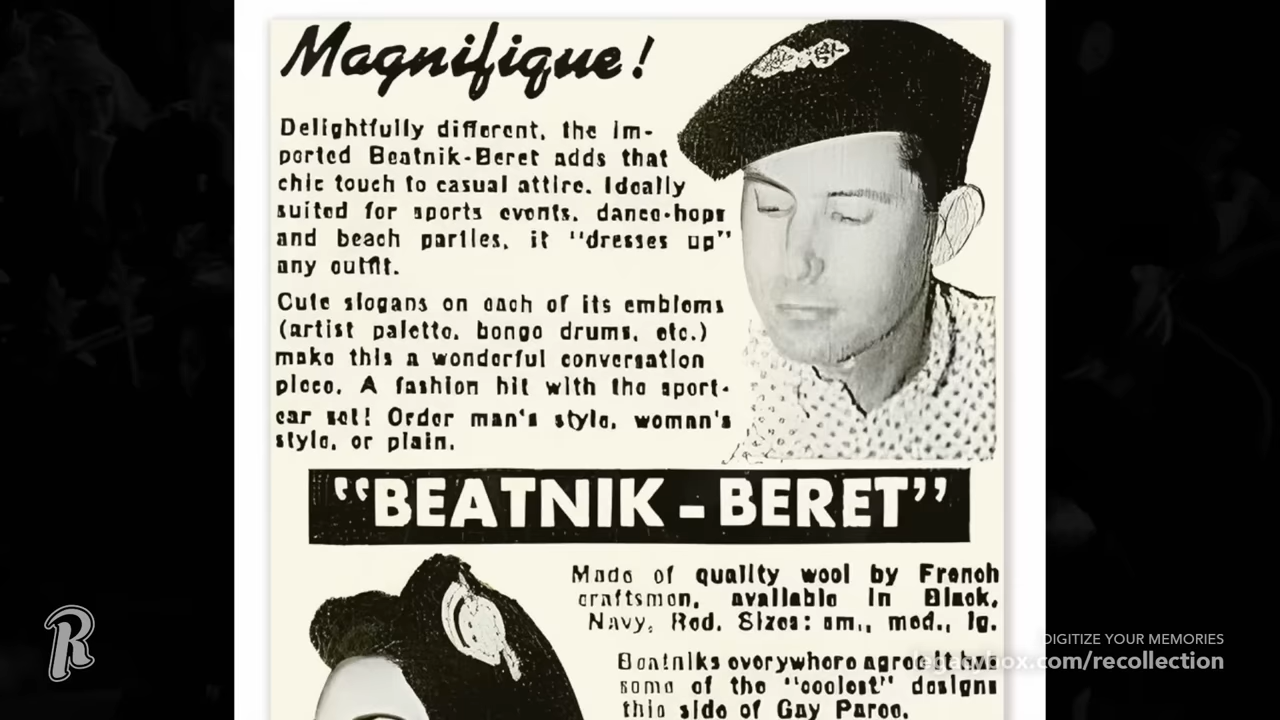 Magnifique!
Delightfully different, the im-
ported Beatnik-Beret adds that
chic touch to casual attire. Ideally
suited for sports events, dance-hops
and beach parties, it "dresses up"
any outfit.
Cute slogans on each of its emblems
(artist palette, bongo drums, etc.)
make this a wonderful conversation
piece. A fashion hit with the sport-
car set! Order man's style, woman's
style, or plain.
"BEATNIK-BERET"
Made of quality wool by French
craftsmen, available in Black,
Navy, Red. Sizes: sm., med., lg.
Beatniks everywhere agree it has
some of the "coolest" designs
this side of Gay Paree.
R
DIGITIZE YOUR MEMORIES
legacybox.com/recollection